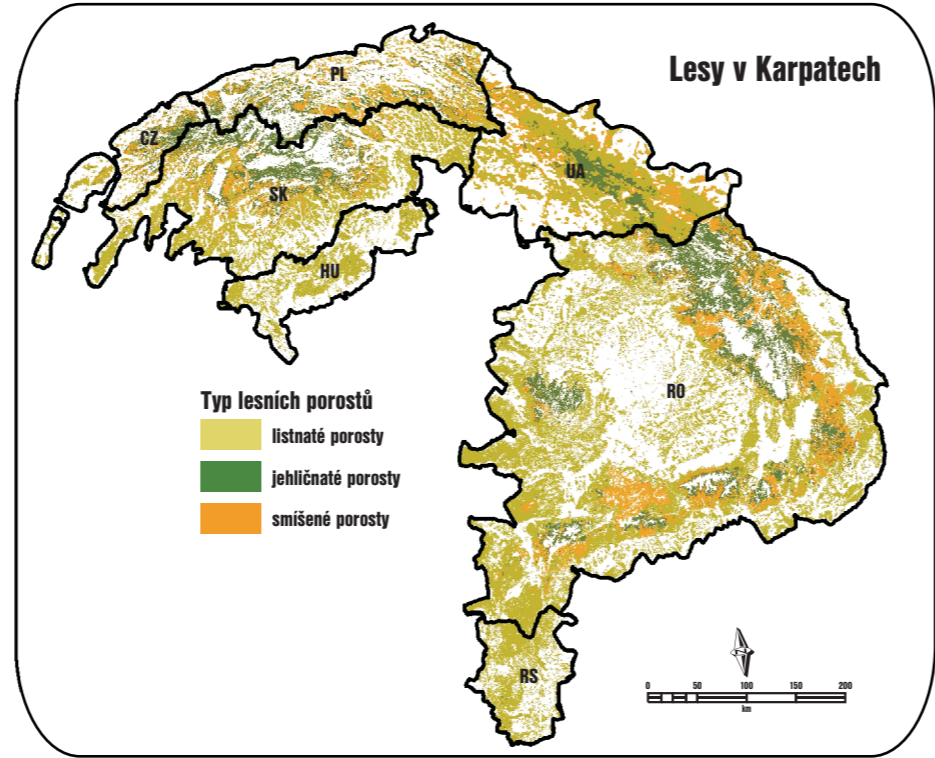 Lesy v Karpatech
PL
CZ
UA
SK
HU
RO
Typ lesních porostů
listnaté porosty
jehličnaté porosty
smíšené porosty
RS
0 50 100 150 200
km